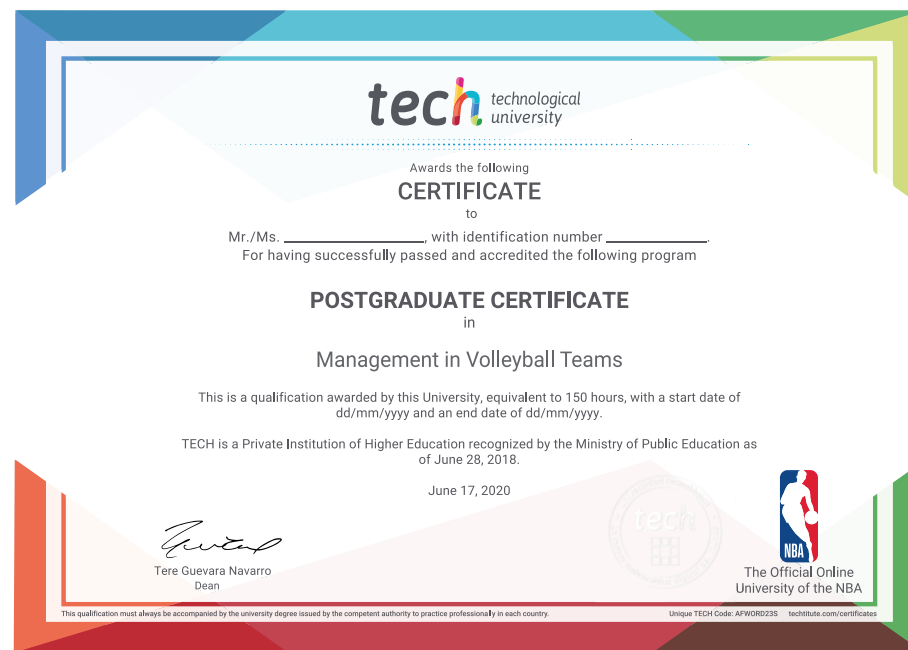 tech technological
university
Awards the following
CERTIFICATE
to
Mr./Ms. ____________, with identification number ____________.
For having successfully passed and accredited the following program
POSTGRADUATE CERTIFICATE
in
Management in Volleyball Teams
This is a qualification awarded by this University, equivalent to 150 hours, with a start date of
dd/mm/yyyy and an end date of dd/mm/yyyy.
TECH is a Private Institution of Higher Education recognized by the Ministry of Public Education as
of June 28, 2018.
June 17, 2020
tech
Tere Guevara Navarro
Dean
NBA
The Official Online
University of the NBA
This qualification must always be accompanied by the university degree issued by the competent authority to practice professionally in each country.
Unique TECH Code: AFWORD23S techtitute.com/certificates